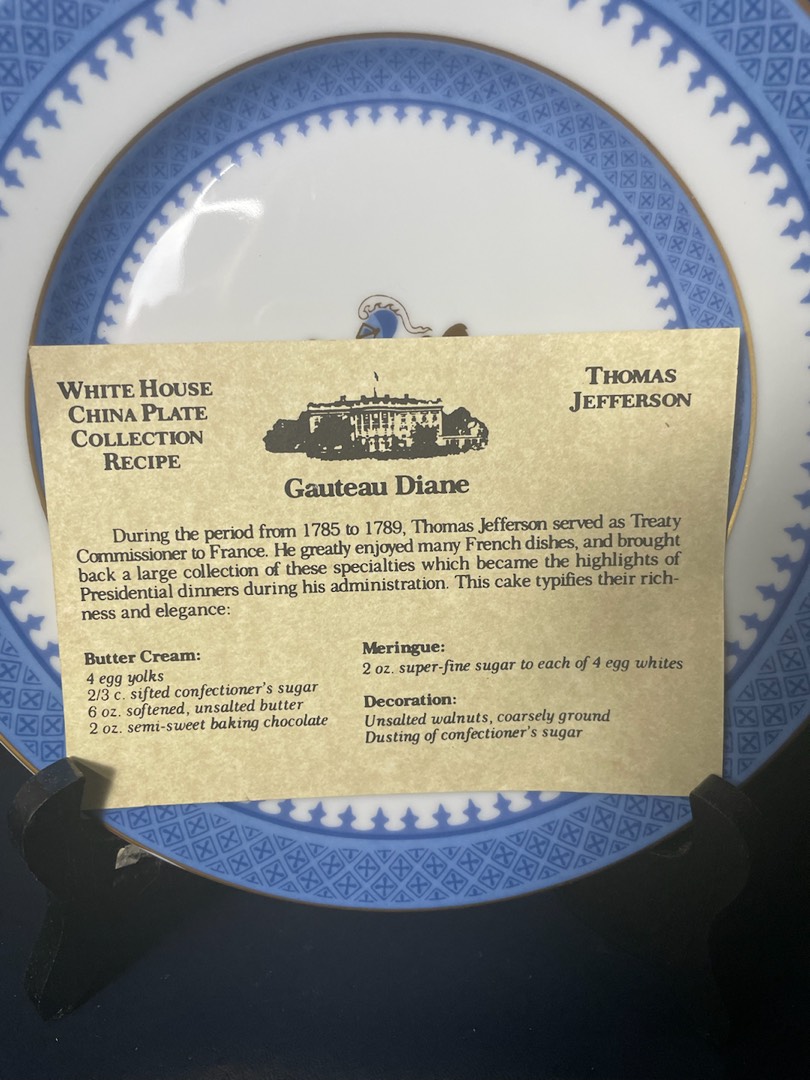 WHITE HOUSE
CHINA PLATE
COLLECTION
RECIPE
THOMAS
JEFFERSON
Gauteau Diane
During the period from 1785 to 1789, Thomas Jefferson served as Treaty
Commissioner to France. He greatly enjoyed many French dishes, and brought
back a large collection of these specialties which became the highlights of
Presidential dinners during his administration. This cake typifies their rich-
ness and elegance:
Butter Cream:
4 egg yolks
2/3 c. sifted confectioner's sugar
6 oz. softened, unsalted butter
2 oz. semi-sweet baking chocolate
Meringue:
2 oz. super-fine sugar to each of 4 egg whites
Decoration:
Unsalted walnuts, coarsely ground
Dusting of confectioner's sugar